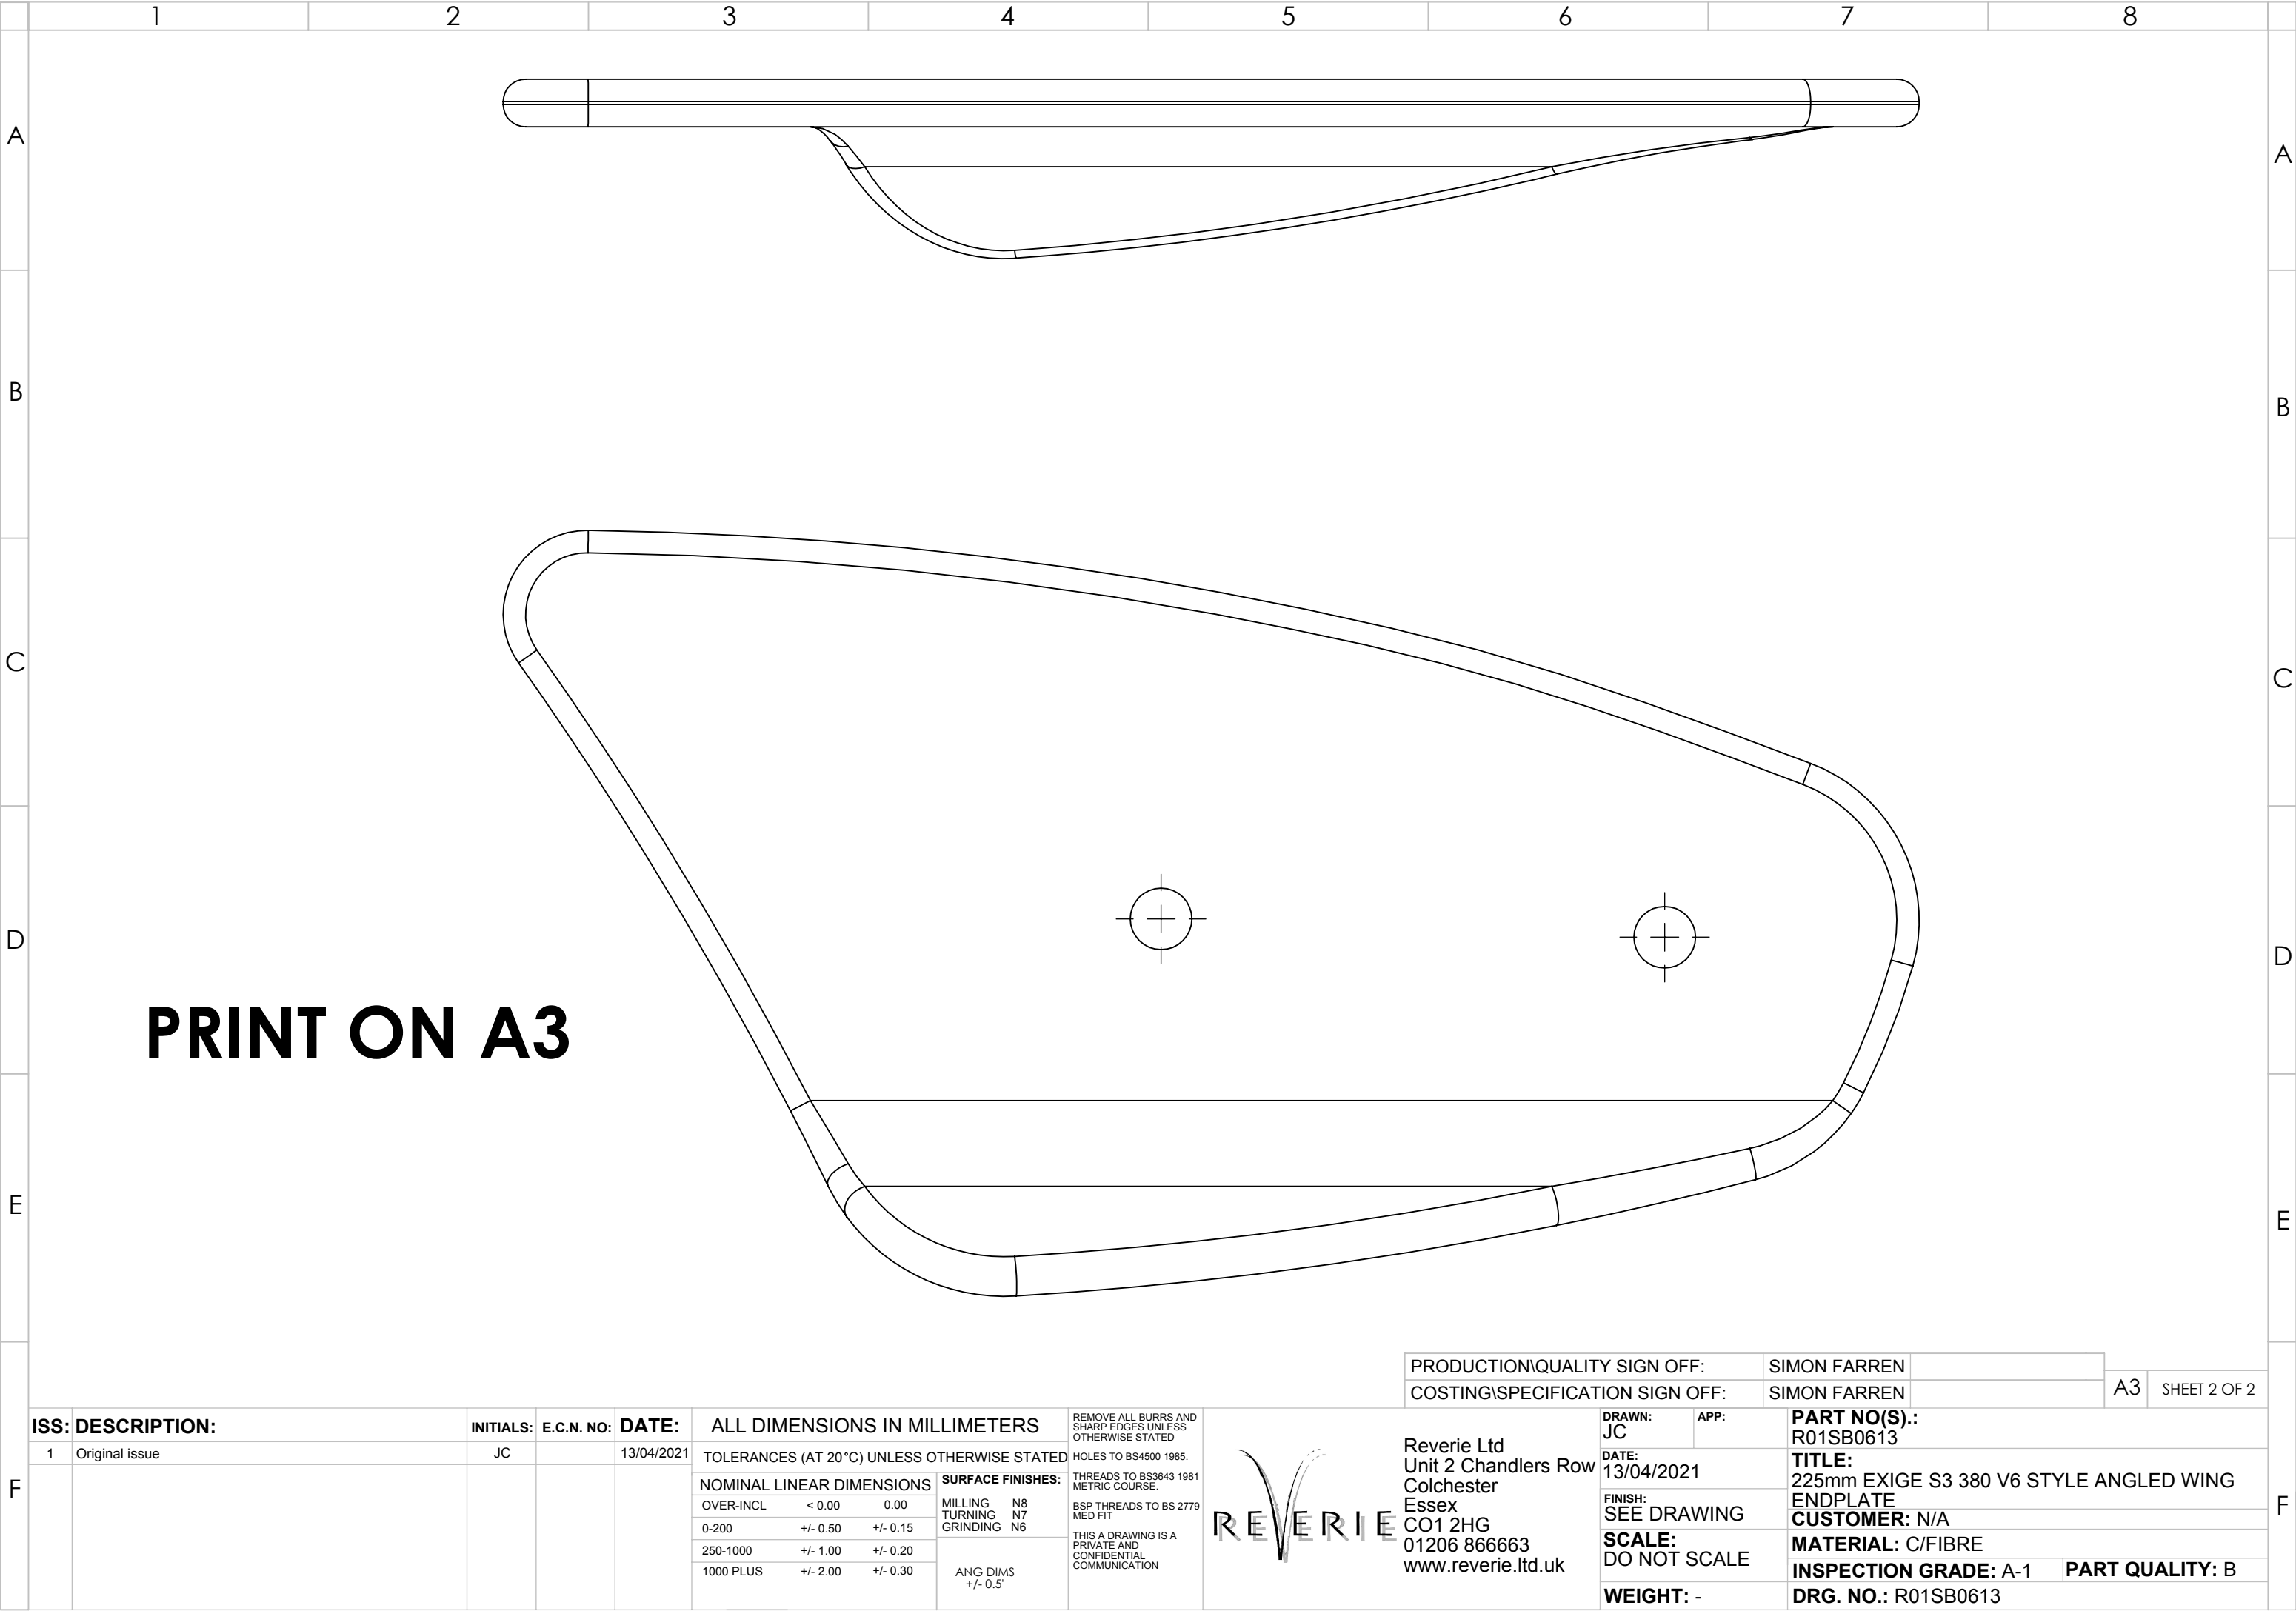 1 2 3 4 5 6 7 8
A A
B B
C C
D D
PRINT ON A3
E E
F F
PRODUCTION\QUALITY SIGN OFF: SIMON FARREN
COSTING\SPECIFICATION SIGN OFF: SIMON FARREN
A3 SHEET 2 OF 2
ISS: DESCRIPTION: INITIALS: E.C.N. NO: DATE:
1 Original issue JC 13/04/2021
ALL DIMENSIONS IN MILLIMETERS
TOLERANCES (AT 20°C) UNLESS OTHERWISE STATED
NOMINAL LINEAR DIMENSIONS
OVER-INCL < 0.00 0.00
0-200 +/- 0.50 +/- 0.15
250-1000 +/- 1.00 +/- 0.20
1000 PLUS +/- 2.00 +/- 0.30
SURFACE FINISHES:
MILLING N8
TURNING N7
GRINDING N6
ANG DIMS
+/- 0.5'
REMOVE ALL BURRS AND
SHARP EDGES UNLESS
OTHERWISE STATED
HOLES TO BS4500 1985.
THREADS TO BS3643 1981
METRIC COURSE.
BSP THREADS TO BS 2779
MED FIT
THIS A DRAWING IS A
PRIVATE AND
CONFIDENTIAL
COMMUNICATION
REVERIE
Reverie Ltd
Unit 2 Chandlers Row
Colchester
Essex
CO1 2HG
01206 866663
www.reverie.ltd.uk
DRAWN: APP:
JC
DATE:
13/04/2021
FINISH:
SEE DRAWING
SCALE:
DO NOT SCALE
WEIGHT: -
PART NO(S).:
R01SB0613
TITLE:
225mm EXIGE S3 380 V6 STYLE ANGLED WING
ENDPLATE
CUSTOMER: N/A
MATERIAL: C/FIBRE
INSPECTION GRADE: A-1 PART QUALITY: B
DRG. NO.: R01SB0613